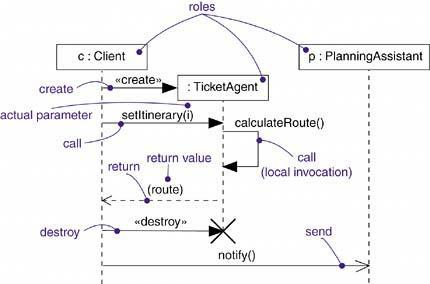 roles
c : Client
p : PlanningAssistant
«create»
create
: TicketAgent
actual parameter
setItinerary(i)
calculateRoute()
call
return value
call
(local invocation)
return
(route)
«destroy»
destroy
send
notify()